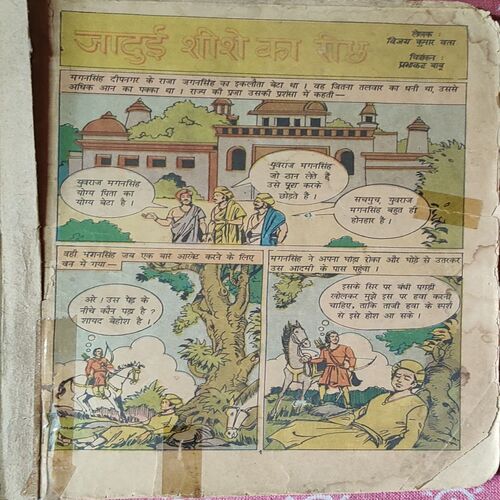 जादुई शीशे का रीछ
लेखक :
विजय कुमार वत्स
चित्रांकन :
प्रभाकर बाबू
मगनसिंह दीपनगर के राजा जगनसिंह का इकलौता बेटा था । वह जितना तलवार का धनी था, उससे
अधिक आन का पक्का था । राज्य की प्रजा उसकी प्रशंसा में कहती —
युवराज मगनसिंह
योग्य पिता का
योग्य बेटा है ।
युवराज मगनसिंह
जो ठान लेते हैं
उसे पूरा करके
छोड़ते है ।
सचमुच, युवराज
मगनसिंह बहुत ही
होनहार है ।
वही मगनसिंह जब एक बार आखेट करने के लिए
वन में गया—
अरे ! उस पेड़ के
नीचे कौन पड़ा है ?
शायद बेहोश है ।
मगनसिंह ने अपना घोड़ा रोका और घोड़े से उतरकर
उस आदमी के पास पहुंचा ।
इसके सिर पर बंधी पगड़ी
खोलकर मुझे इस पर हवा करनी
चाहिए, ताकि ताजी हवा के स्पर्श
से इसे होश आ सके ।